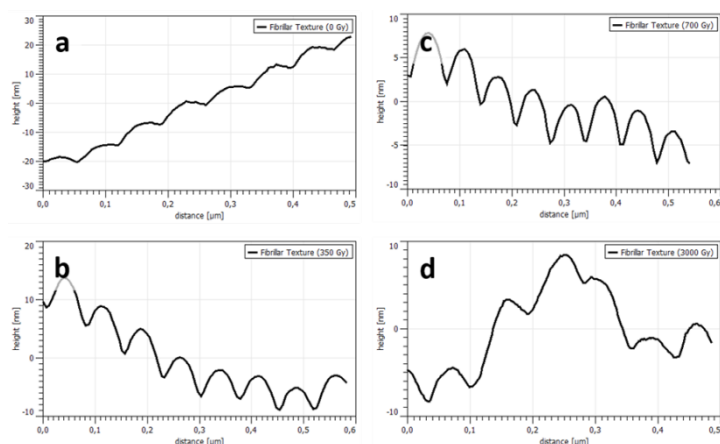 a
Fibrillar Texture (0 Gy)
height [nm]
30
20
10
-0
-10
-20
30
0,0
0,1
0,2
0,3
0,4
0,5
distance [µm]
c
Fibrillar Texture (700 Gy)
height [nm]
10
5
0
-5
-10
0,0
0,1
0,2
0,3
0,4
0,5
0,6
distance [µm]
b
Fibrillar Texture (350 Gy)
height [nm]
20
10
0
-10
0,0
0,1
0,2
0,3
0,4
0,5
0,6
distance [µm]
d
Fibrillar Texture (3000 Gy)
height [nm]
10
0
-10
0,0
0,1
0,2
0,3
0,4
0,5
distance [µm]